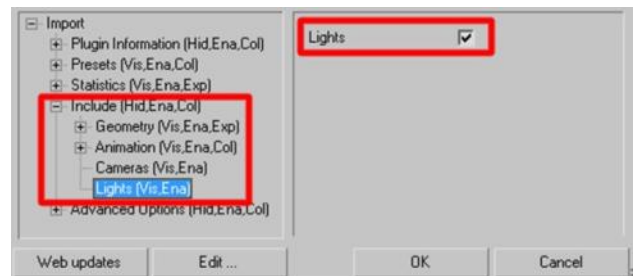 Import
Plugin Information (Hid,Ena,Col)
Presets (Vis,Ena,Col)
Statistics (Vis,Ena,Exp)
Include (Hid,Ena,Col)
Geometry (Vis,Ena,Exp)
Animation (Vis,Ena,Col)
Cameras (Vis,Ena)
Lights (Vis,Ena)
Advanced Options (Hid,Ena,Col)
Lights
Web updates
Edit ...
OK
Cancel